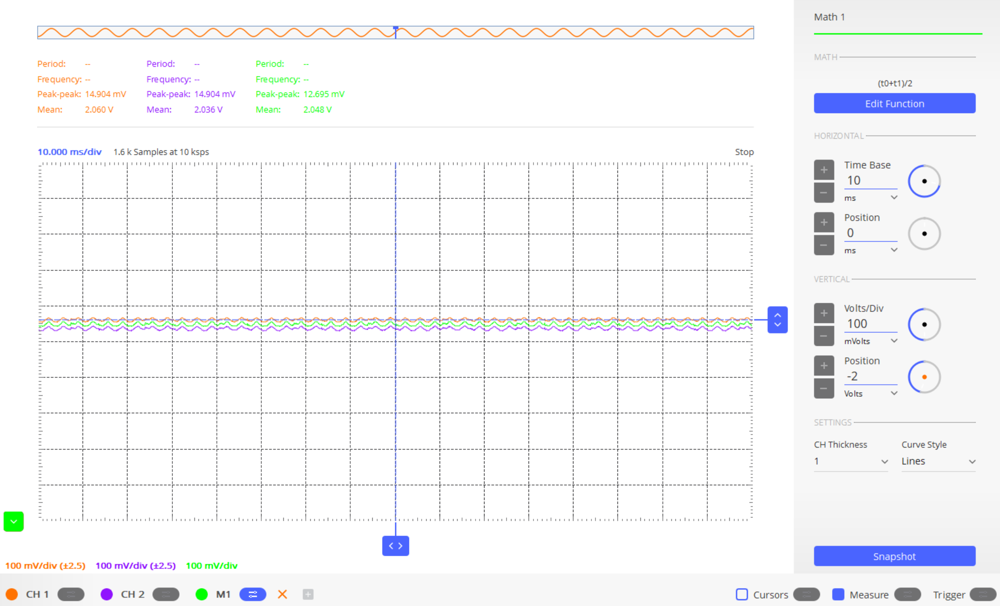 Math 1
MATH
(t0+t1)/2
Edit Function
HORIZONTAL
Time Base
10
ms
Position
0
ms
VERTICAL
Volts/Div
100
mVolts
Position
-2
Volts
SETTINGS
CH Thickness Curve Style
1 Lines
Snapshot
Period: -- Period: -- Period: --
Frequency: -- Frequency: -- Frequency: --
Peak-peak: 14.904 mV Peak-peak: 14.904 mV Peak-peak: 12.695 mV
Mean: 2.060 V Mean: 2.036 V Mean: 2.048 V
10.000 ms/div 1.6 k Samples at 10 ksps Stop
100 mV/div (±2.5) 100 mV/div (±2.5) 100 mV/div
CH 1 CH 2 M1 Cursors Measure Trigger